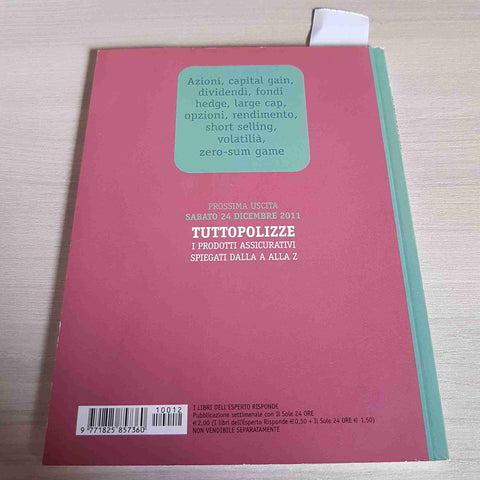 Azioni, capital gain,
dividendi, fondi
hedge, large cap,
opzioni, rendimento,
short selling,
volatilià,
zero-sum game
PROSSIMA USCITA
SABATO 24 DICEMBRE 2011
TUTTOPOLIZZE
I PRODOTTI ASSICURATIVI
SPIEGATI DALLA A ALLA Z
10012
9 771825 857360
I LIBRI DELL'ESPERTO RISPONDE
Pubblicazione settimanale con Il Sole 24 ORE
€ 2,00 (I libri dell'Esperto Risponde € 0,50 + Il Sole 24 ORE € 1,50)
NON VENDIBILE SEPARATAMENTE